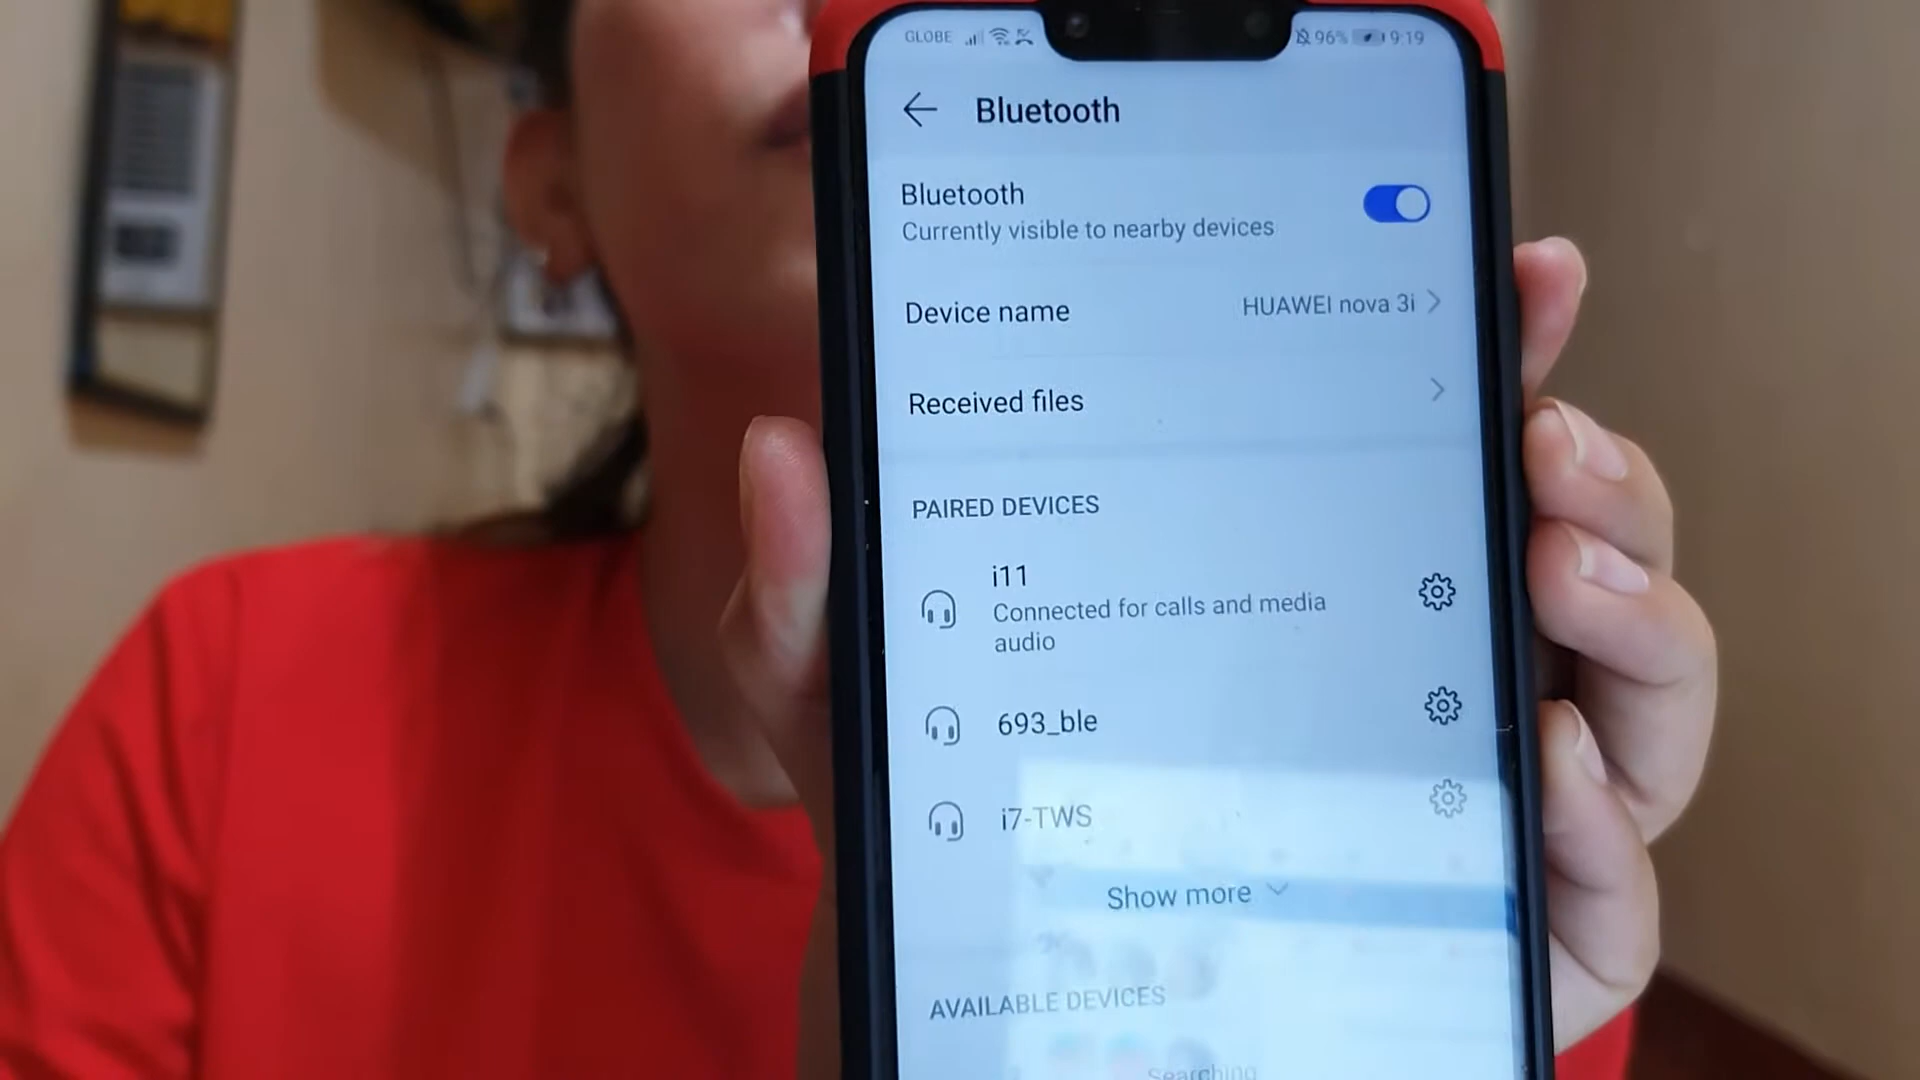 GLOBE 96% 9:19
Bluetooth
Bluetooth
Currently visible to nearby devices
Device name HUAWEI nova 3i
Received files
PAIRED DEVICES
i11
Connected for calls and media
audio
693_ble
i7-TWS
Show more
AVAILABLE DEVICES
Searching